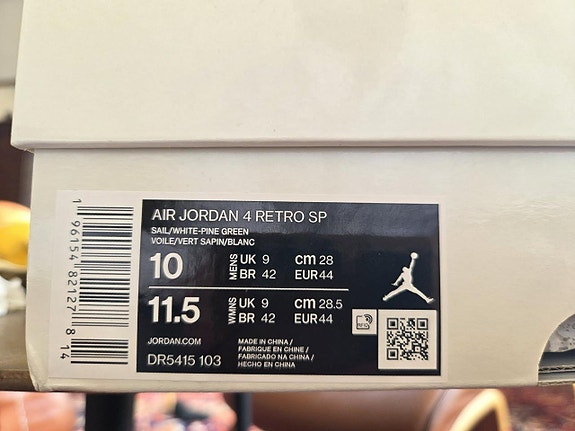 1 96154 82127 8 14
AIR JORDAN 4 RETRO SP
SAIL/WHITE-PINE GREEN
VOILE/VERT SAPIN/BLANC
10 MENS UK 9 cm 28
BR 42 EUR 44
11.5 WMNS UK 9 cm 28.5
BR 42 EUR 44
RFID
JORDAN.COM
DR5415 103
MADE IN CHINA /
FABRIQUE EN CHINE /
FABRICADO NA CHINA /
HECHO EN CHINA